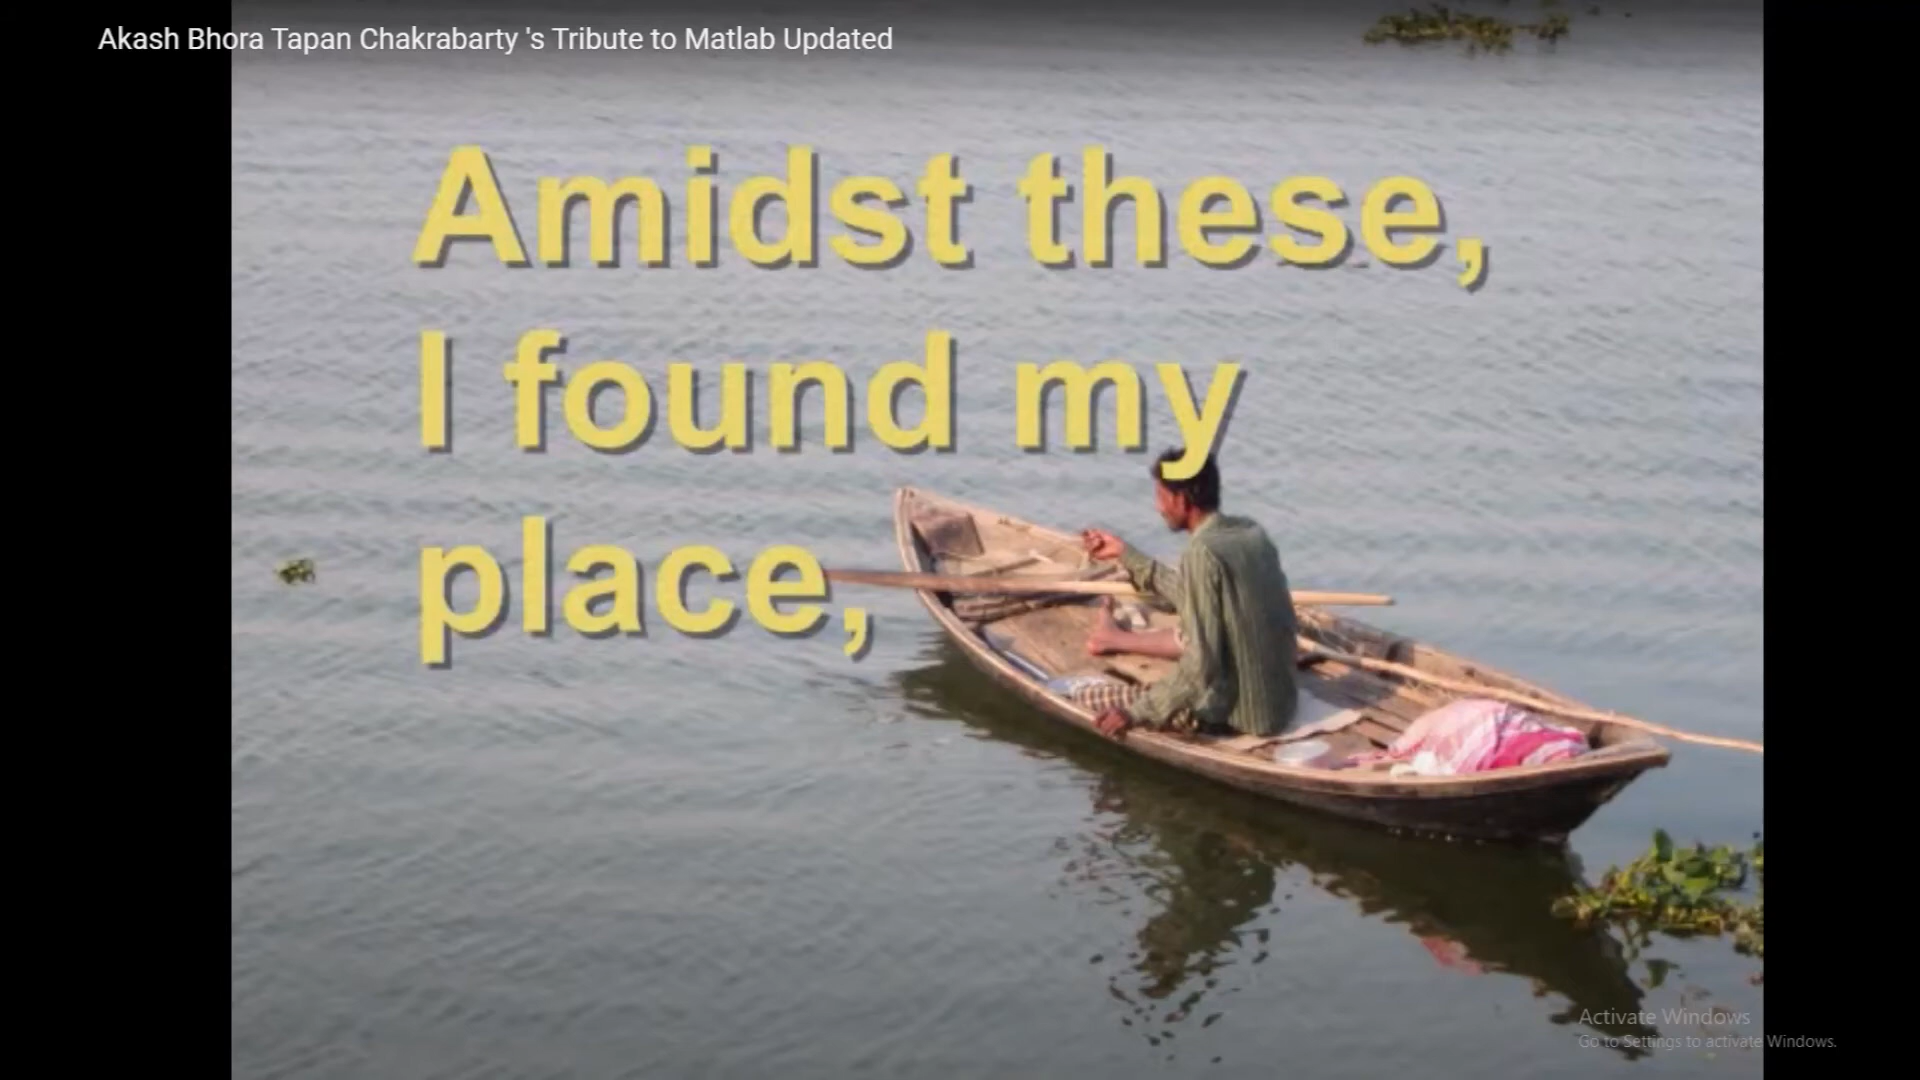 Akash Bhora Tapan Chakrabarty 's Tribute to Matlab Updated
Amidst these,
I found my
place,
Activate Windows
Go to Settings to activate Windows.